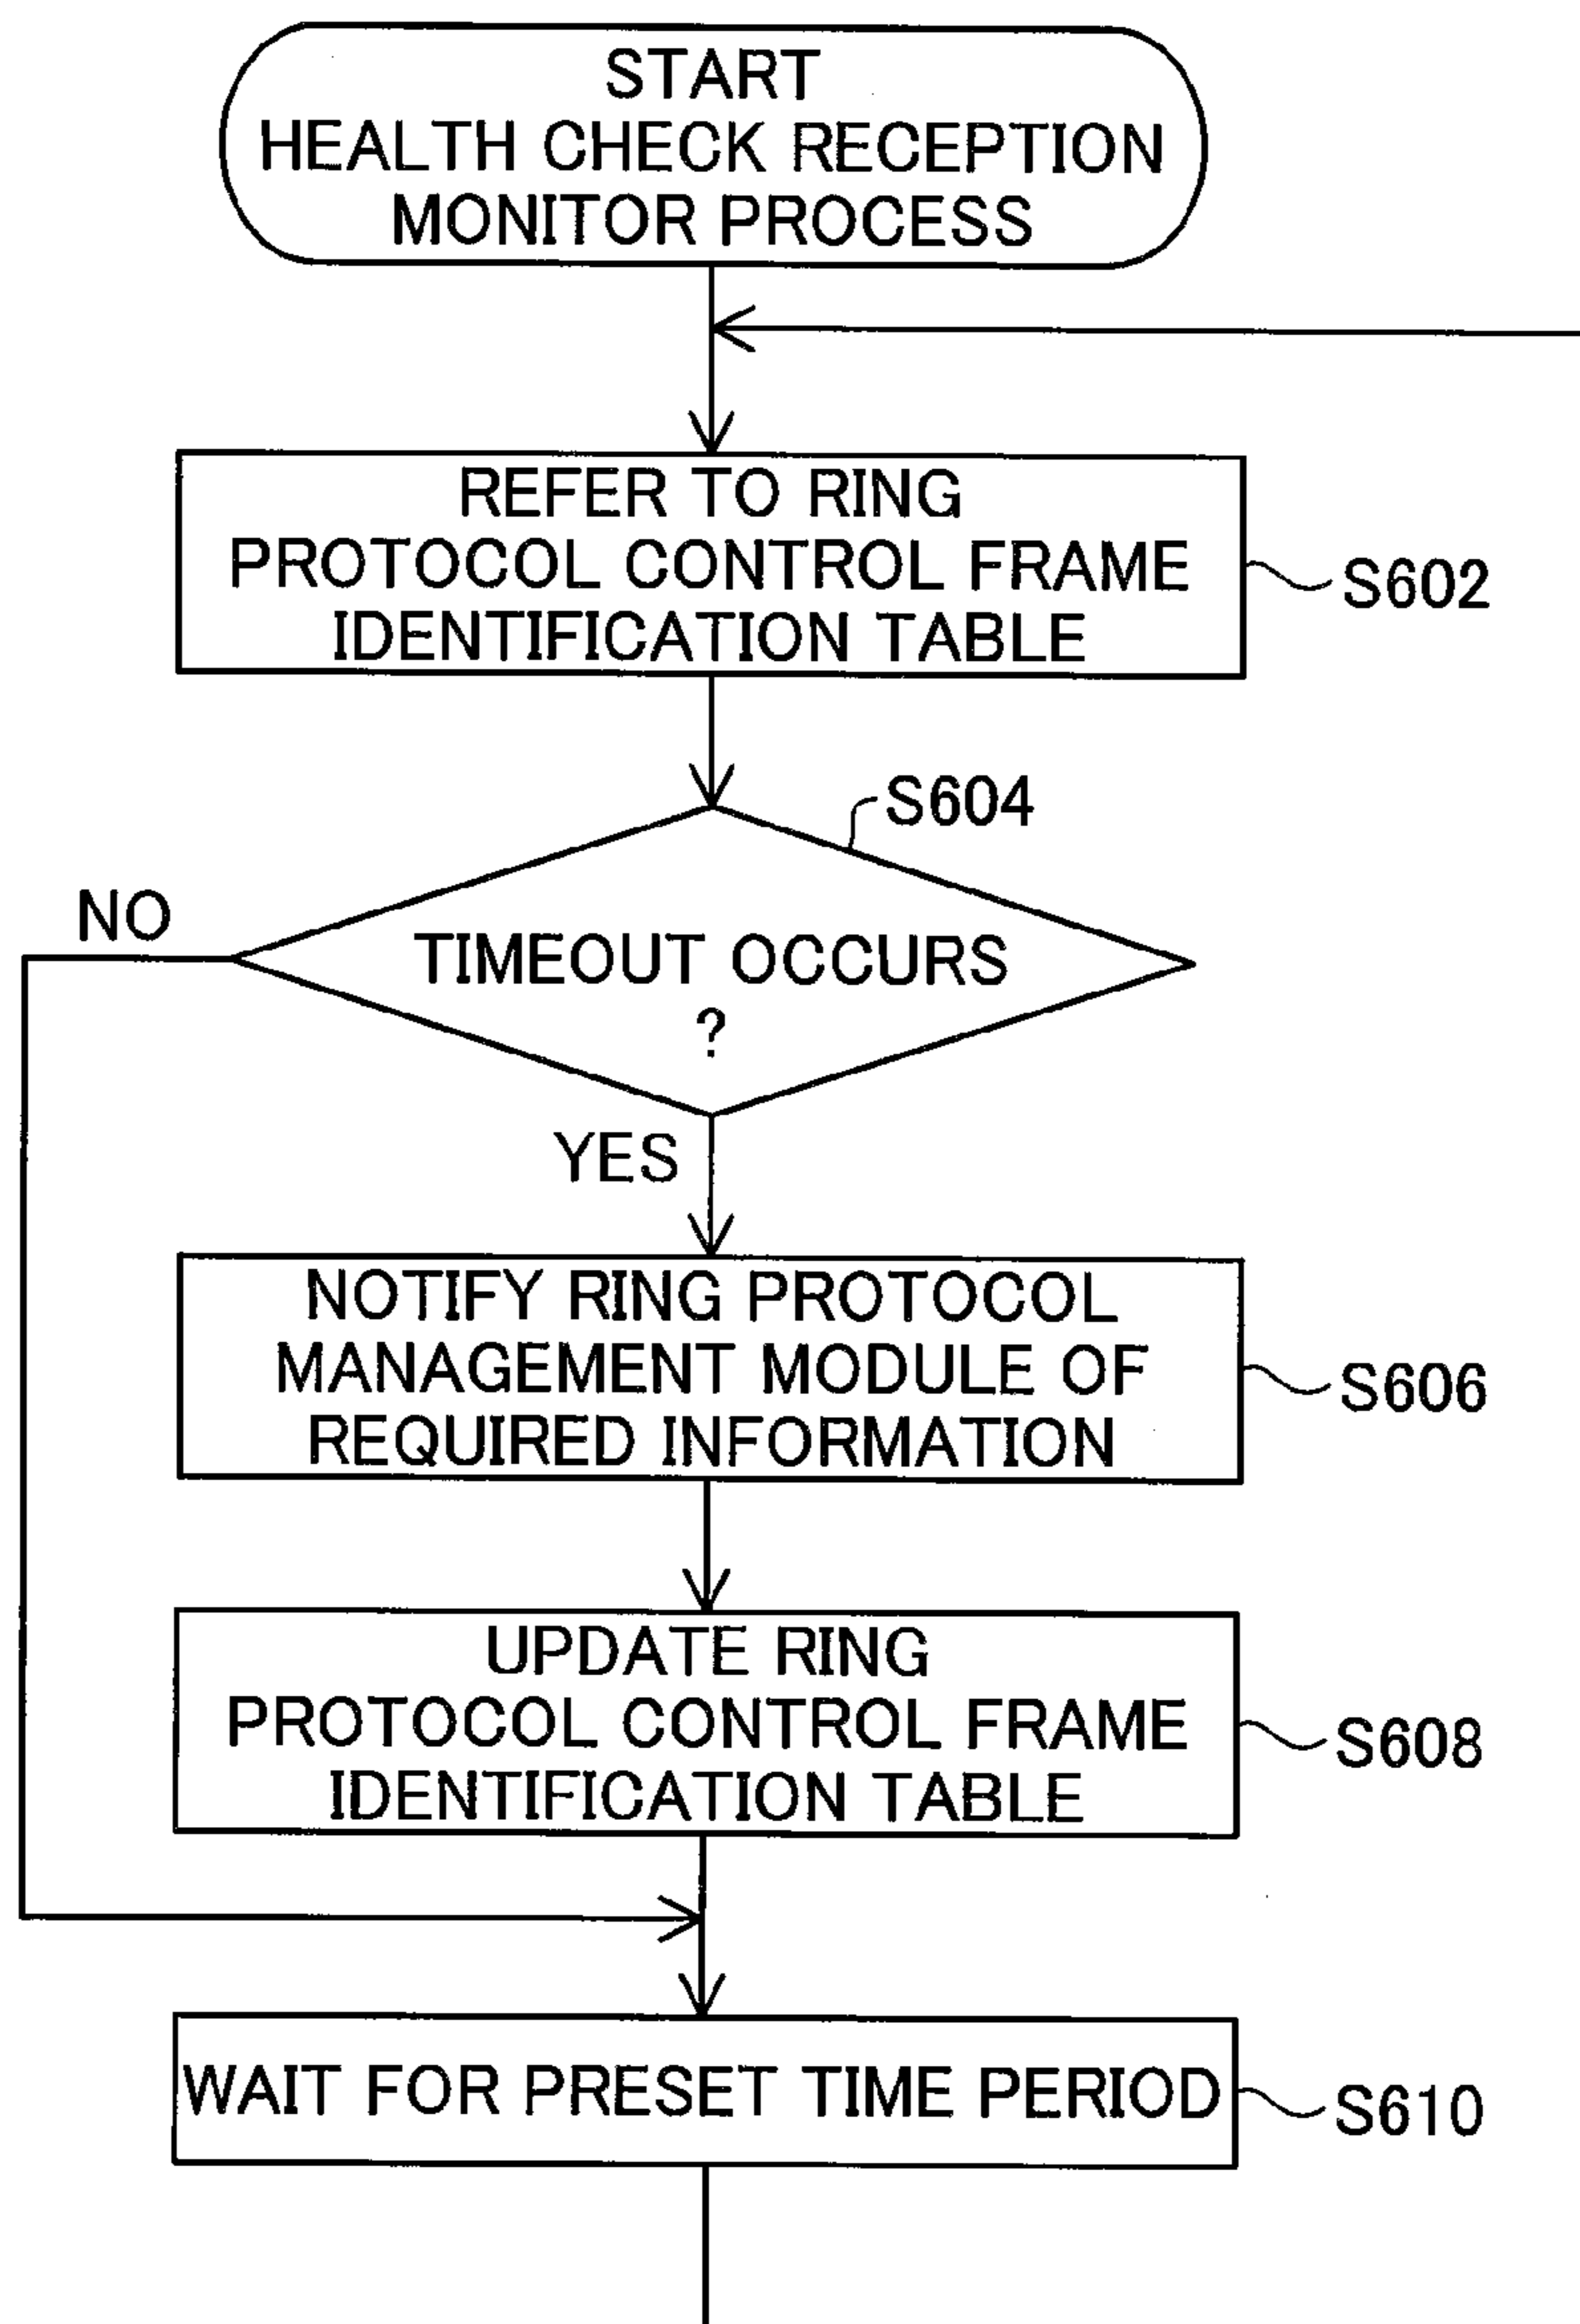 START
HEALTH CHECK RECEPTION
MONITOR PROCESS
REFER TO RING
PROTOCOL CONTROL FRAME
IDENTIFICATION TABLE
S602
S604
NO
TIMEOUT OCCURS
?
YES
NOTIFY RING PROTOCOL
MANAGEMENT MODULE OF
REQUIRED INFORMATION
S606
UPDATE RING
PROTOCOL CONTROL FRAME
IDENTIFICATION TABLE
S608
WAIT FOR PRESET TIME PERIOD
S610